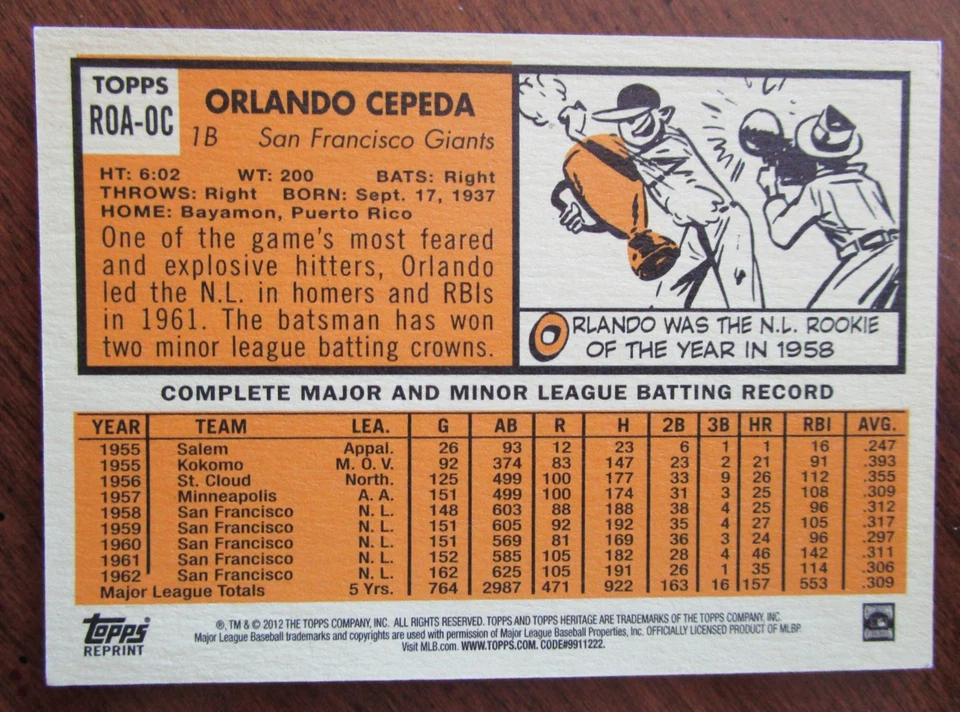 TOPPS
ROA-OC
ORLANDO CEPEDA
1B San Francisco Giants
HT: 6:02 WT: 200 BATS: Right
THROWS: Right BORN: Sept. 17, 1937
HOME: Bayamon, Puerto Rico
One of the game's most feared
and explosive hitters, Orlando
led the N.L. in homers and RBIs
in 1961. The batsman has won
two minor league batting crowns.
ORLANDO WAS THE N.L. ROOKIE
OF THE YEAR IN 1958
COMPLETE MAJOR AND MINOR LEAGUE BATTING RECORD
YEAR TEAM LEA. G AB R H 2B 3B HR RBI AVG.
1955 Salem Appal. 26 93 12 23 6 1 1 16 .247
1955 Kokomo M. O. V. 92 374 83 147 23 2 21 91 .393
1956 St. Cloud North. 125 499 100 177 33 9 26 112 .355
1957 Minneapolis A. A. 151 499 100 174 31 3 25 108 .309
1958 San Francisco N. L. 148 603 88 188 38 4 25 96 .312
1959 San Francisco N. L. 151 605 92 192 35 4 27 105 .317
1960 San Francisco N. L. 151 569 81 169 36 3 24 96 .297
1961 San Francisco N. L. 152 585 105 182 28 4 46 142 .311
1962 San Francisco N. L. 162 625 105 191 26 1 35 114 .306
Major League Totals 5 Yrs. 764 2987 471 922 163 16 157 553 .309
Topps®
REPRINT
®, TM & © 2012 THE TOPPS COMPANY, INC. ALL RIGHTS RESERVED. TOPPS AND TOPPS HERITAGE ARE TRADEMARKS OF THE TOPPS COMPANY, INC.
Major League Baseball trademarks and copyrights are used with permission of Major League Baseball Properties, Inc. OFFICIALLY LICENSED PRODUCT OF MLBP.
Visit MLB.com. WWW.TOPPS.COM. CODE#9911222.